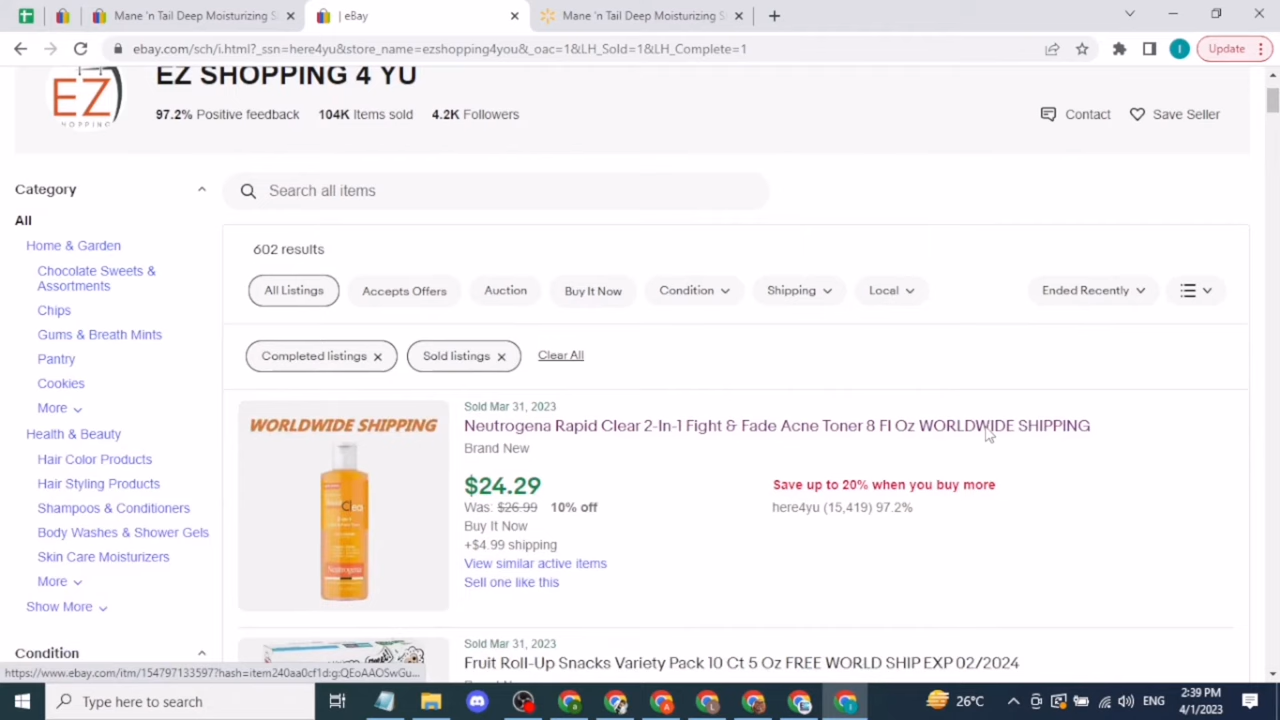 Mane 'n Tail Deep Moisturizing S
| eBay
Mane 'n Tail Deep Moisturizing S
ebay.com/sch/i.html?_ssn=here4yu&store_name=ezshopping4you&_oac=1&LH_Sold=1&LH_Complete=1
Update
EZ
HOPPING
EZ SHOPPING 4 YU
97.2% Positive feedback 104K Items sold 4.2K Followers
Contact
Save Seller
Category
Search all items
All
Home & Garden
Chocolate Sweets &
Assortments
Chips
Gums & Breath Mints
Pantry
Cookies
More
Health & Beauty
Hair Color Products
Hair Styling Products
Shampoos & Conditioners
Body Washes & Shower Gels
Skin Care Moisturizers
More
Show More
Condition
602 results
All Listings
Accepts Offers
Auction
Buy It Now
Condition
Shipping
Local
Ended Recently
Completed listings
Sold listings
Clear All
WORLDWIDE SHIPPING
Neutrogena
Sold Mar 31, 2023
Neutrogena Rapid Clear 2-In-1 Fight & Fade Acne Toner 8 Fl Oz WORLDWIDE SHIPPING
Brand New
$24.29
Was: $26.99 10% off
Buy It Now
+$4.99 shipping
View similar active items
Sell one like this
Save up to 20% when you buy more
here4yu (15,419) 97.2%
Sold Mar 31, 2023
Fruit Roll-Up Snacks Variety Pack 10 Ct 5 Oz FREE WORLD SHIP EXP 02/2024
https://www.ebay.com/itm/154797133597?hash=item240aa0cf1d:g:QEoAAOSwGu...
Type here to search
26°C
ENG
2:39 PM
4/1/2023